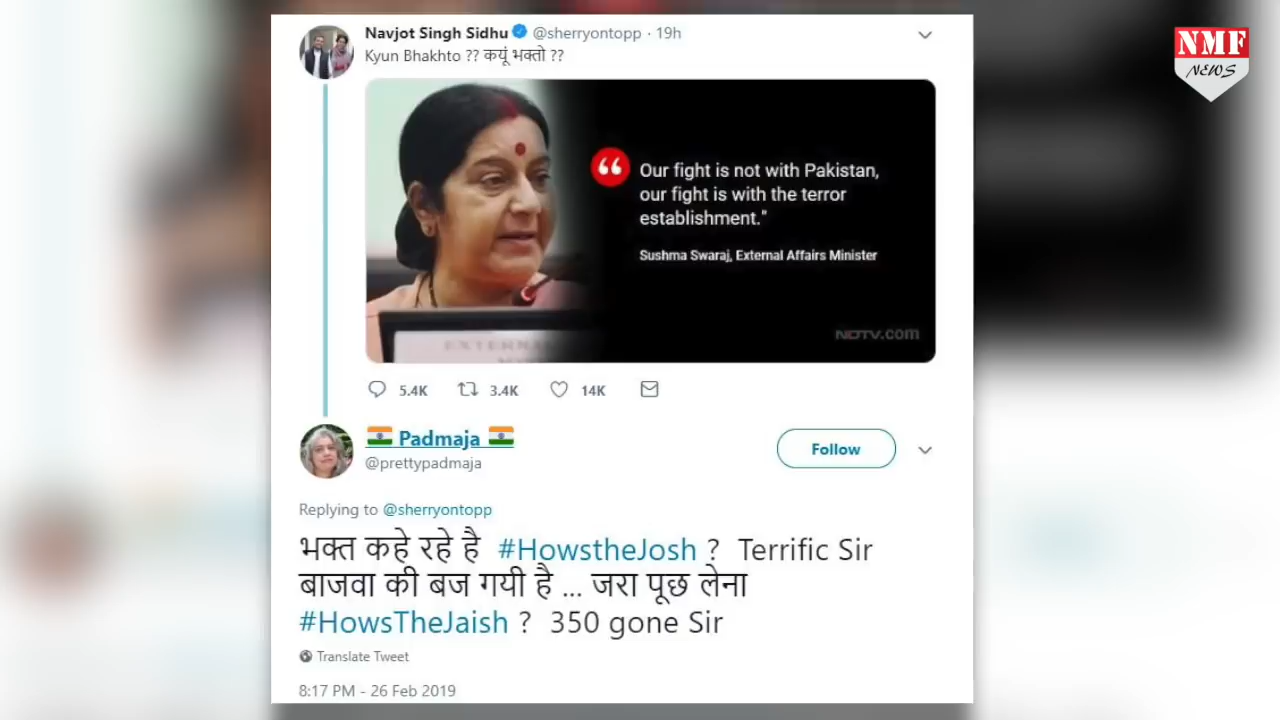 Navjot Singh Sidhu @sherryontopp · 19h
Kyun Bhakhto ?? कयूं भक्तो ??
NMF
NEWS
“ Our fight is not with Pakistan,
our fight is with the terror
establishment."
Sushma Swaraj, External Affairs Minister
NDTV.com
5.4K 3.4K 14K
Padmaja
@prettypadmaja
Follow
Replying to @sherryontopp
भक्त कहे रहे है #HowstheJosh ? Terrific Sir
बाजवा की बज गयी है ... जरा पूछ लेना
#HowsTheJaish ? 350 gone Sir
Translate Tweet
8:17 PM - 26 Feb 2019